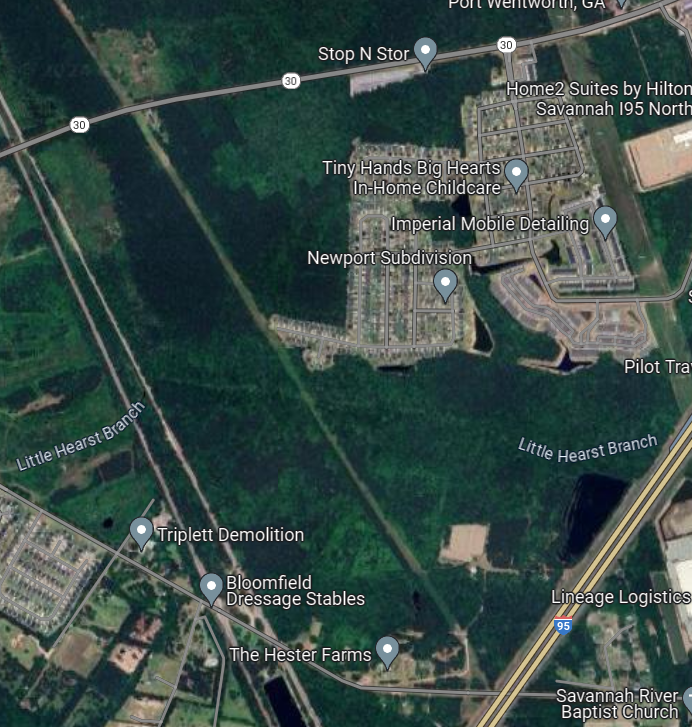 Port Wentworth, GA
30
Stop N Stor
30
Home2 Suites by Hilton
Savannah I95 North
30
Tiny Hands Big Hearts
In-Home Childcare
Imperial Mobile Detailing
Newport Subdivision
Pilot Tra
Little Hearst Branch
Little Hearst Branch
Triplett Demolition
Bloomfield
Dressage Stables
Lineage Logistics
95
The Hester Farms
Savannah River
Baptist Church